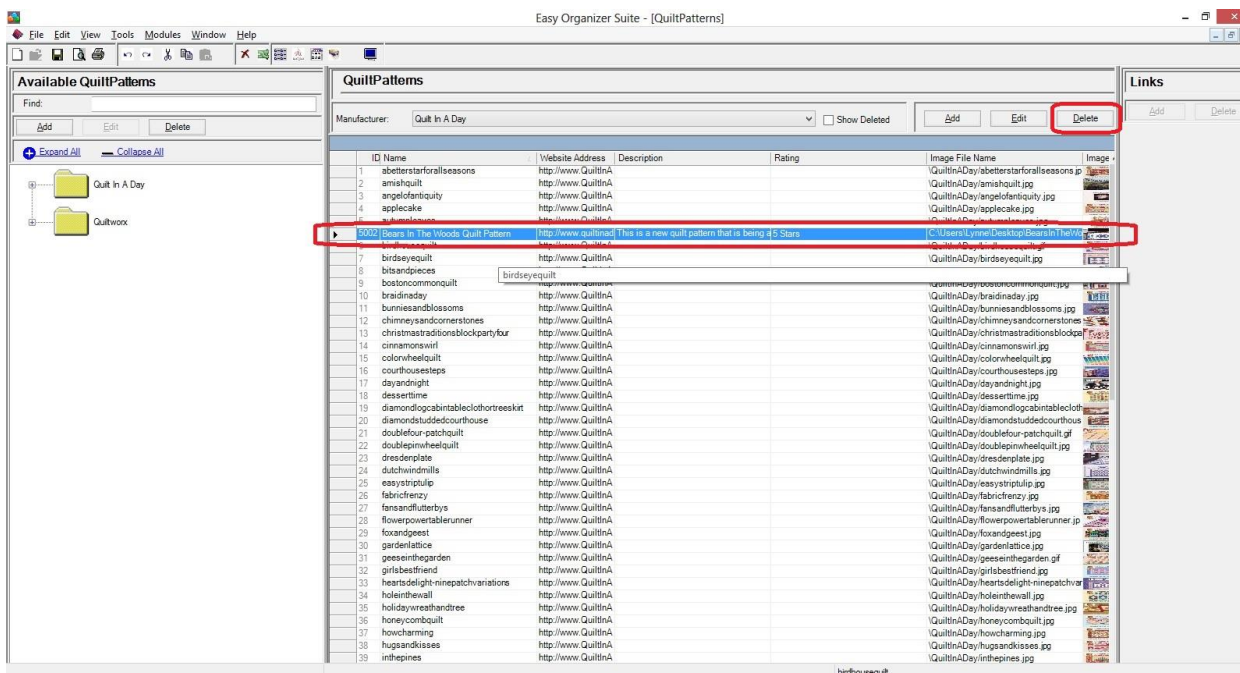 Easy Organizer Suite - [QuiltPatterns]
File Edit View Tools Modules Window Help
Available QuiltPatterns
Find:
Add Edit Delete
Expand All Collapse All
Quilt In A Day
Quiltworx
QuiltPatterns
Manufacturer: Quilt In A Day Show Deleted Add Edit Delete
Links
Add Delete
ID Name Website Address Description Rating Image File Name Image
1 abetterstarforallseasons http://www.QuiltInA \QuiltInADay/abetterstarforallseasons.jp
2 amishquilt http://www.QuiltInA \QuiltInADay/amishquilt.jpg
3 angelofantiquity http://www.QuiltInA \QuiltInADay/angelofantiquity.jpg
4 applecake http://www.QuiltInA \QuiltInADay/applecake.jpg
5002 Bears In The Woods Quilt Pattern http://www.quiltinad This is a new quilt pattern that is being a 5 Stars C:\Users\Lynne\Desktop\BearsInTheWo
7 birdseyequilt http://www.QuiltInA \QuiltInADay/birdseyequilt.jpg
8 bitsandpieces
birdseyequilt
9 bostoncommonquilt http://www.QuiltInA \QuiltInADay/bostoncommonquilt.jpg
10 braidinaday http://www.QuiltInA \QuiltInADay/braidinaday.jpg
11 bunniesandblossoms http://www.QuiltInA \QuiltInADay/bunniesandblossoms.jpg
12 chimneysandcornerstones http://www.QuiltInA \QuiltInADay/chimneysandcornerstones
13 christmastraditionsblockpartyfour http://www.QuiltInA \QuiltInADay/christmastraditionsblockpa
14 cinnamonswirl http://www.QuiltInA \QuiltInADay/cinnamonswirl.jpg
15 colorwheelquilt http://www.QuiltInA \QuiltInADay/colorwheelquilt.jpg
16 courthousesteps http://www.QuiltInA \QuiltInADay/courthousesteps.jpg
17 dayandnight http://www.QuiltInA \QuiltInADay/dayandnight.jpg
18 desserttime http://www.QuiltInA \QuiltInADay/desserttime.jpg
19 diamondlogcabintableclothortreeskirt http://www.QuiltInA \QuiltInADay/diamondlogcabintablecloth
20 diamondstuddedcourthouse http://www.QuiltInA \QuiltInADay/diamondstuddedcourthous
21 doublefour-patchquilt http://www.QuiltInA \QuiltInADay/doublefour-patchquilt.gif
22 doublepinwheelquilt http://www.QuiltInA \QuiltInADay/doublepinwheelquilt.jpg
23 dresdenplate http://www.QuiltInA \QuiltInADay/dresdenplate.jpg
24 dutchwindmills http://www.QuiltInA \QuiltInADay/dutchwindmills.jpg
25 easystriptulip http://www.QuiltInA \QuiltInADay/easystriptulip.jpg
26 fabricfrenzy http://www.QuiltInA \QuiltInADay/fabricfrenzy.jpg
27 fansandflutterbys http://www.QuiltInA \QuiltInADay/fansandflutterbys.jpg
28 flowerpowertablerunner http://www.QuiltInA \QuiltInADay/flowerpowertablerunner.jp
29 foxandgeest http://www.QuiltInA \QuiltInADay/foxandgeest.jpg
30 gardenlattice http://www.QuiltInA \QuiltInADay/gardenlattice.jpg
31 geeseinthegarden http://www.QuiltInA \QuiltInADay/geeseinthegarden.gif
32 girlsbestfriend http://www.QuiltInA \QuiltInADay/girlsbestfriend.jpg
33 heartsdelight-ninepatchvariations http://www.QuiltInA \QuiltInADay/heartsdelight-ninepatchvar
34 holeinthewall http://www.QuiltInA \QuiltInADay/holeinthewall.jpg
35 holidaywreathandtree http://www.QuiltInA \QuiltInADay/holidaywreathandtree.jpg
36 honeycombquilt http://www.QuiltInA \QuiltInADay/honeycombquilt.jpg
37 howcharming http://www.QuiltInA \QuiltInADay/howcharming.jpg
38 hugsandkisses http://www.QuiltInA \QuiltInADay/hugsandkisses.jpg
39 inthepines http://www.QuiltInA \QuiltInADay/inthepines.jpg
birdhousequilt